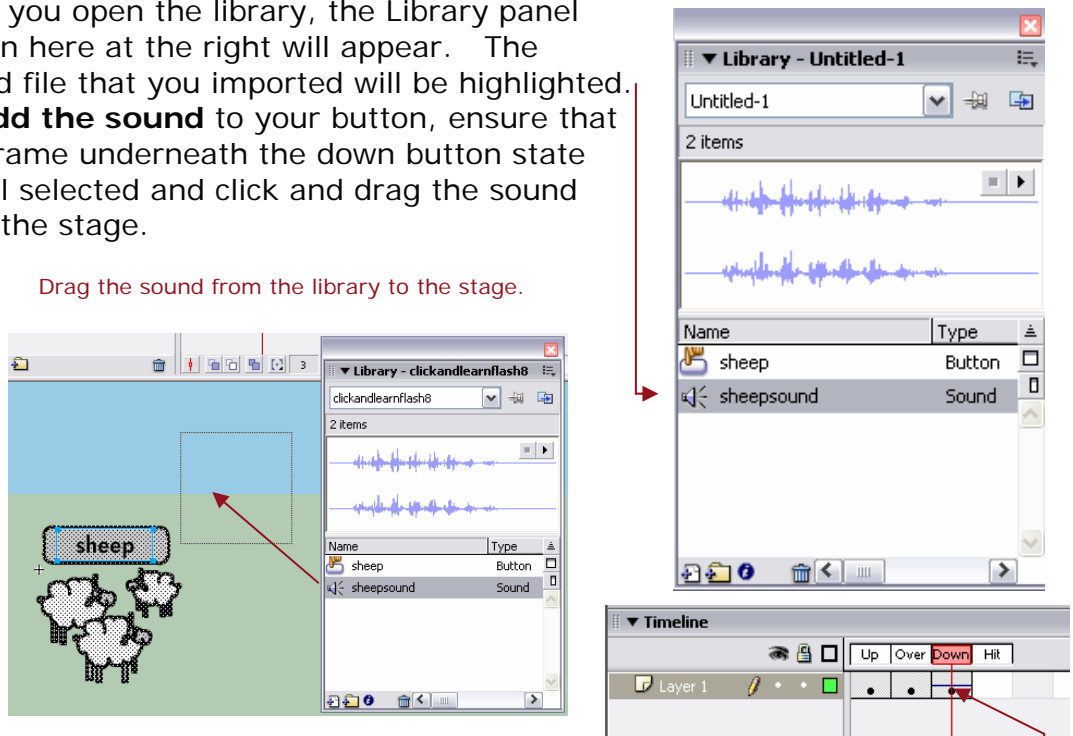 you open the library, the Library panel
n here at the right will appear. The
d file that you imported will be highlighted.
dd the sound to your button, ensure that
rame underneath the down button state
l selected and click and drag the sound
the stage.
Drag the sound from the library to the stage.
Library - Untitled-1
Untitled-1
2 items
Name Type
sheep Button
sheepsound Sound
3
Library - clickandlearnflash8
clickandlearnflash8
2 items
Name Type
sheep Button
sheepsound Sound
sheep
Timeline
Up Over Down Hit
Layer 1